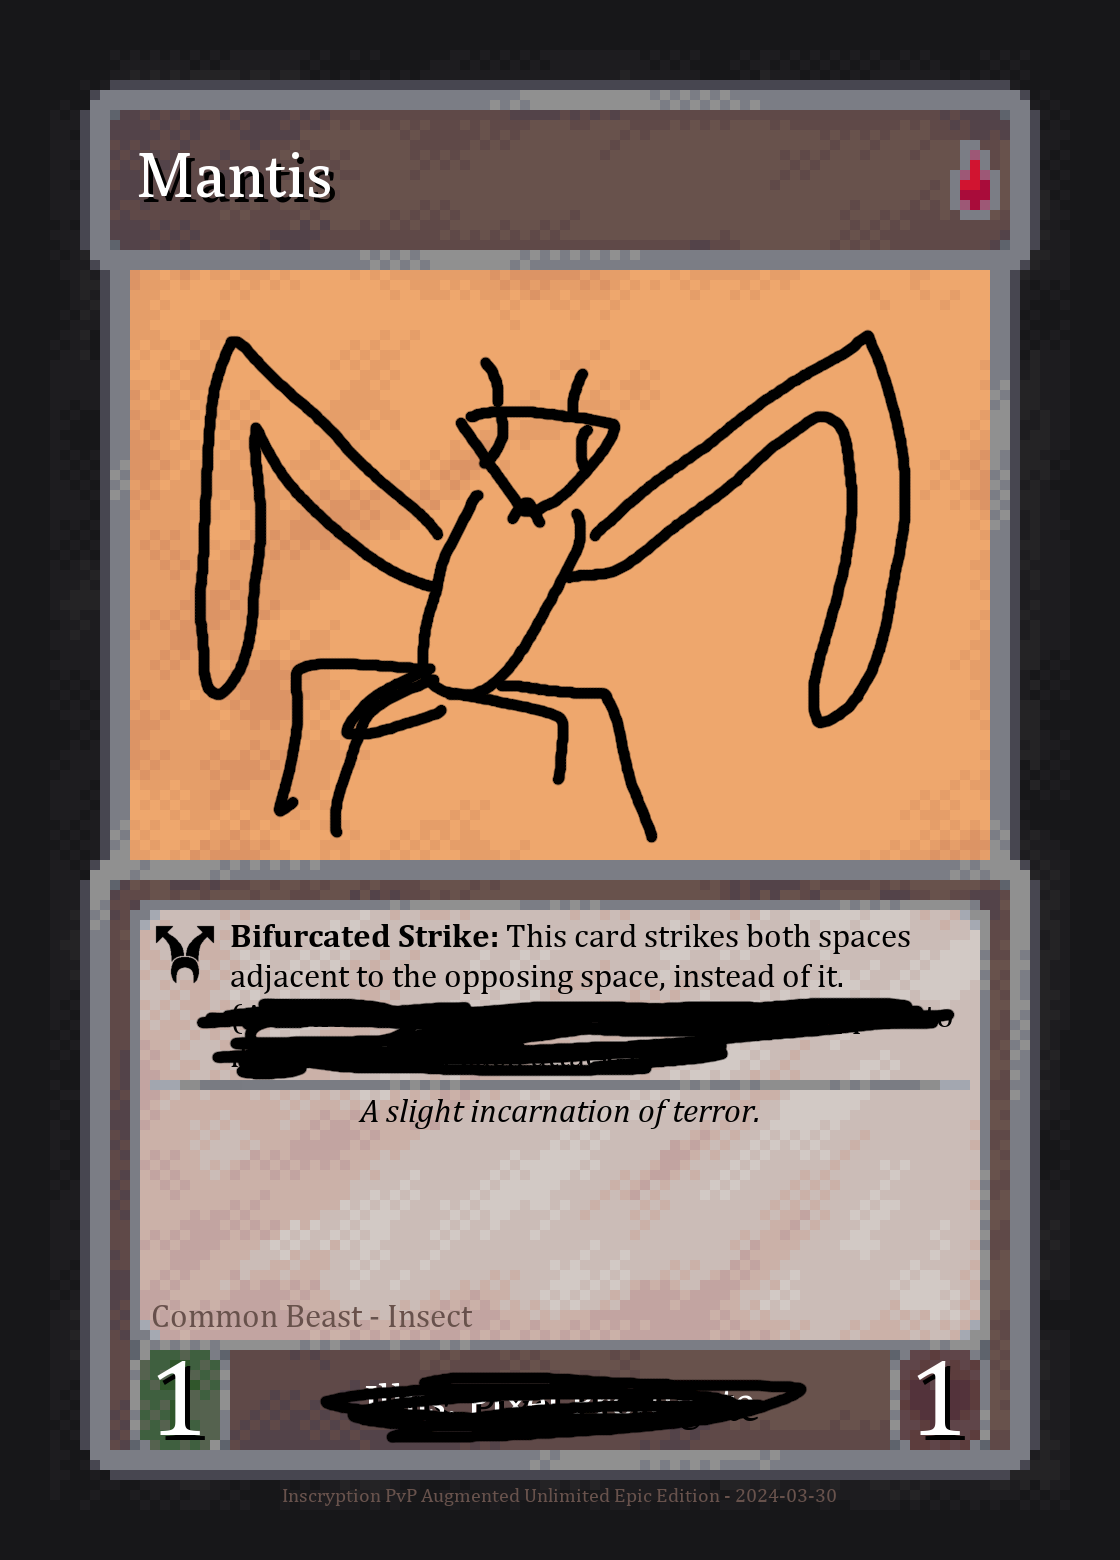 Mantis
Bifurcated Strike: This card strikes both spaces
adjacent to the opposing space, instead of it.
A slight incarnation of terror.
Common Beast - Insect
1
1
Inscryption PvP Augmented Unlimited Epic Edition - 2024-03-30